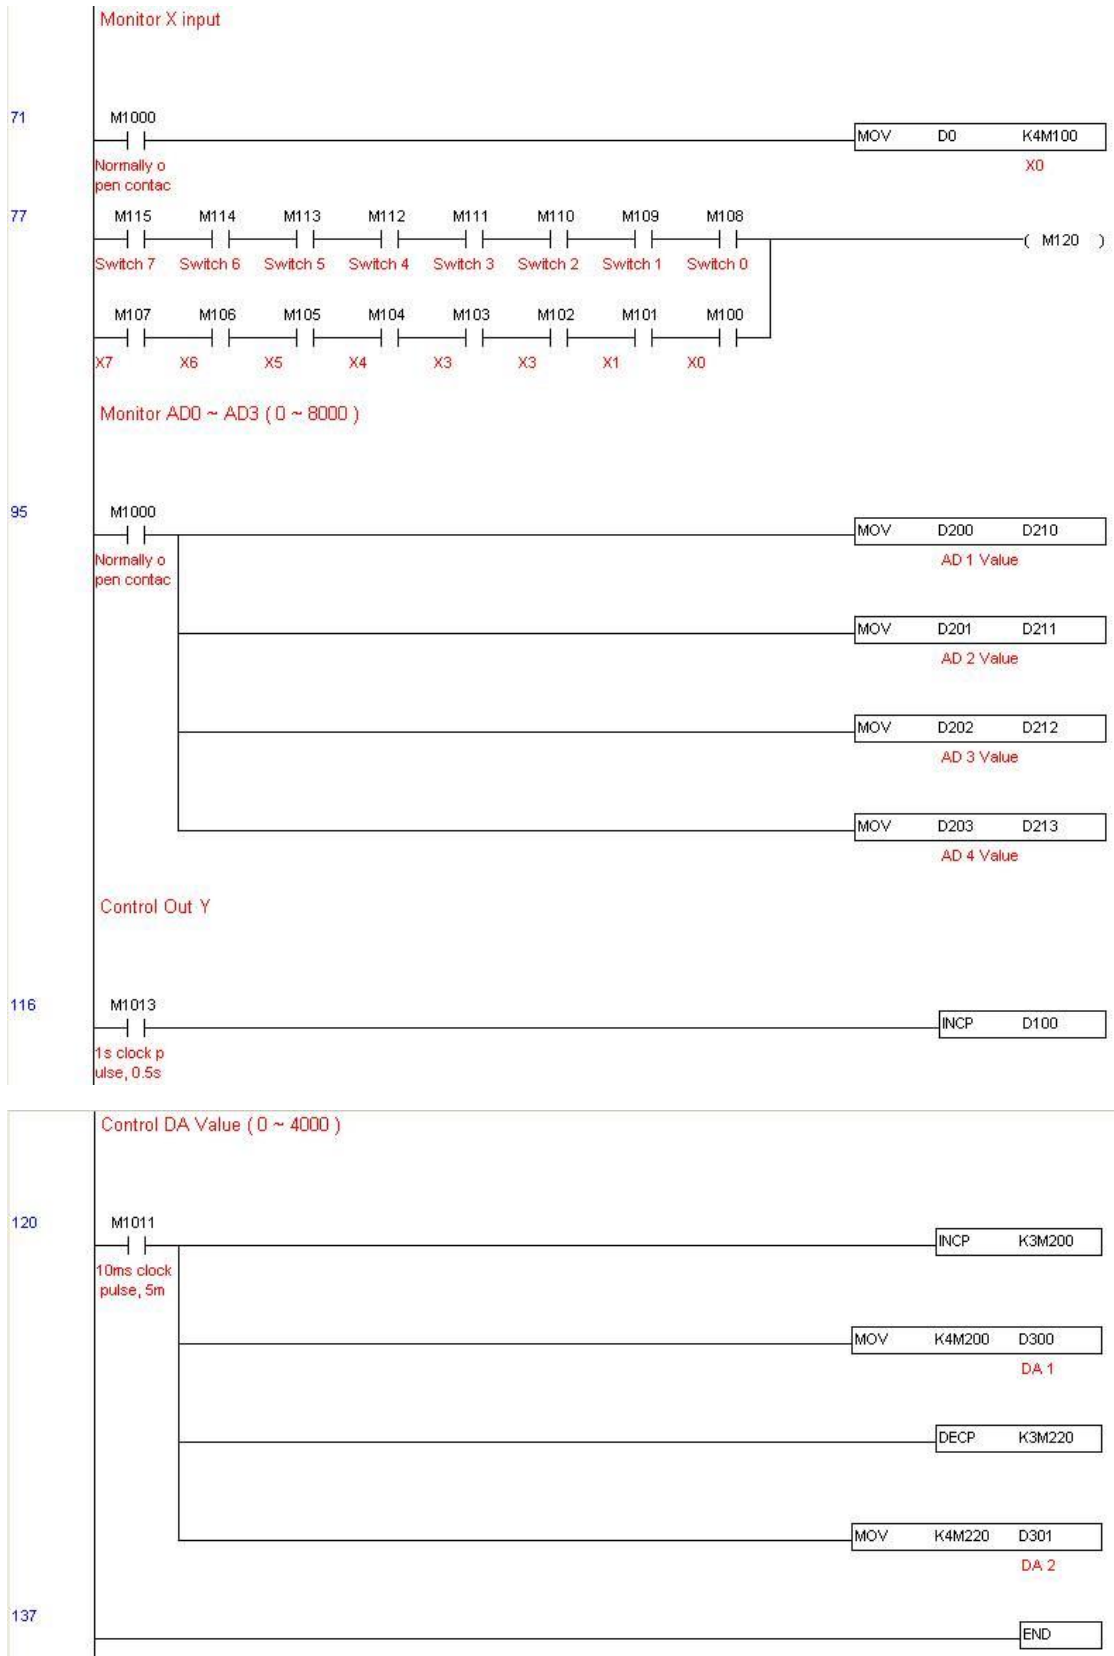 Monitor X input
71 M1000
MOV D0 K4M100
Normally o
pen contac
X0
77 M115 M114 M113 M112 M111 M110 M109 M108
( M120 )
Switch 7 Switch 6 Switch 5 Switch 4 Switch 3 Switch 2 Switch 1 Switch 0
M107 M106 M105 M104 M103 M102 M101 M100
X7 X6 X5 X4 X3 X3 X1 X0
Monitor AD0 ~ AD3 ( 0 ~ 8000 )
95 M1000
MOV D200 D210
Normally o
pen contac
AD 1 Value
MOV D201 D211
AD 2 Value
MOV D202 D212
AD 3 Value
MOV D203 D213
AD 4 Value
Control Out Y
116 M1013
INCP D100
1s clock p
ulse, 0.5s
Control DA Value ( 0 ~ 4000 )
120 M1011
INCP K3M200
10ms clock
pulse, 5m
MOV K4M200 D300
DA 1
DECP K3M220
MOV K4M220 D301
DA 2
137
END